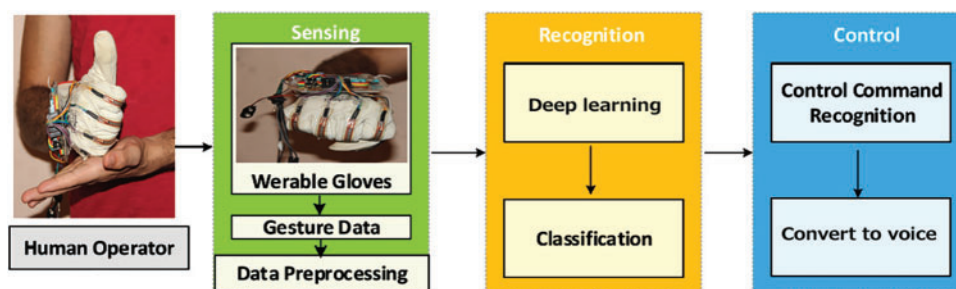 Human Operator
Sensing
Werable Gloves
Gesture Data
Data Preprocessing
Recognition
Deep learning
Classification
Control
Control Command
Recognition
Convert to voice